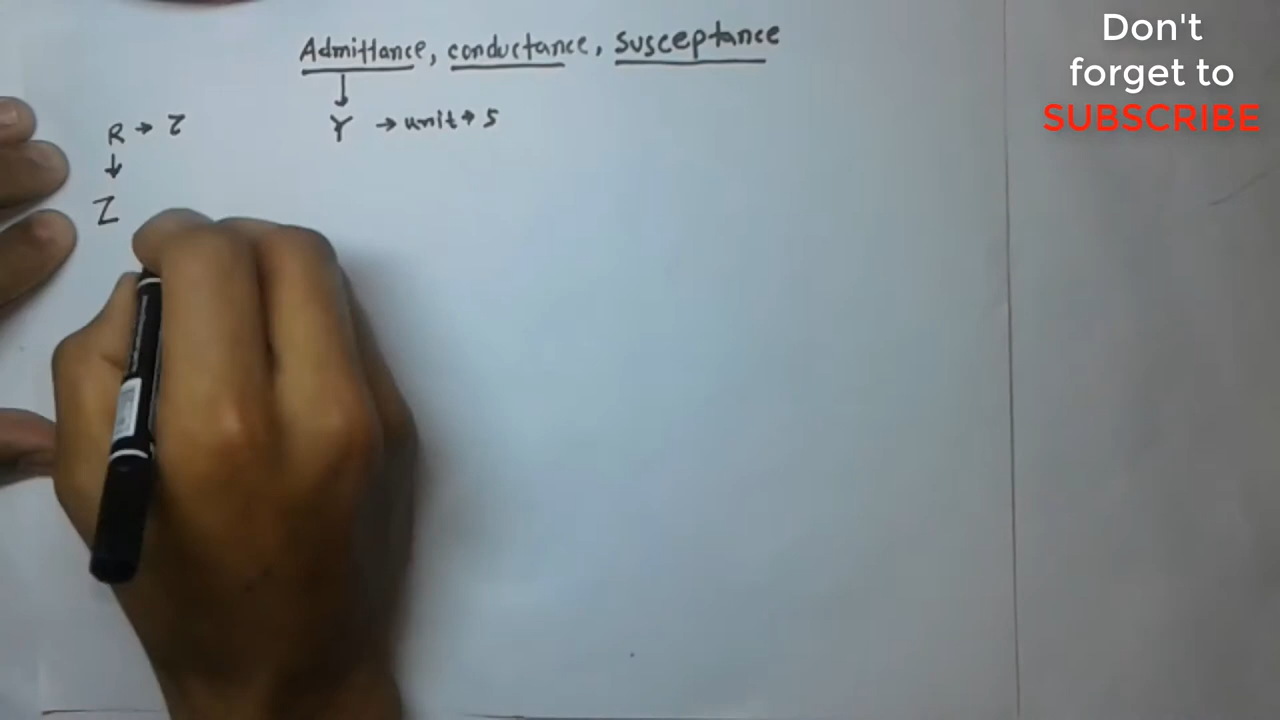 Admittance, conductance, susceptance
Y → unit → S
R → Z
Z
Don't
forget to
SUBSCRIBE